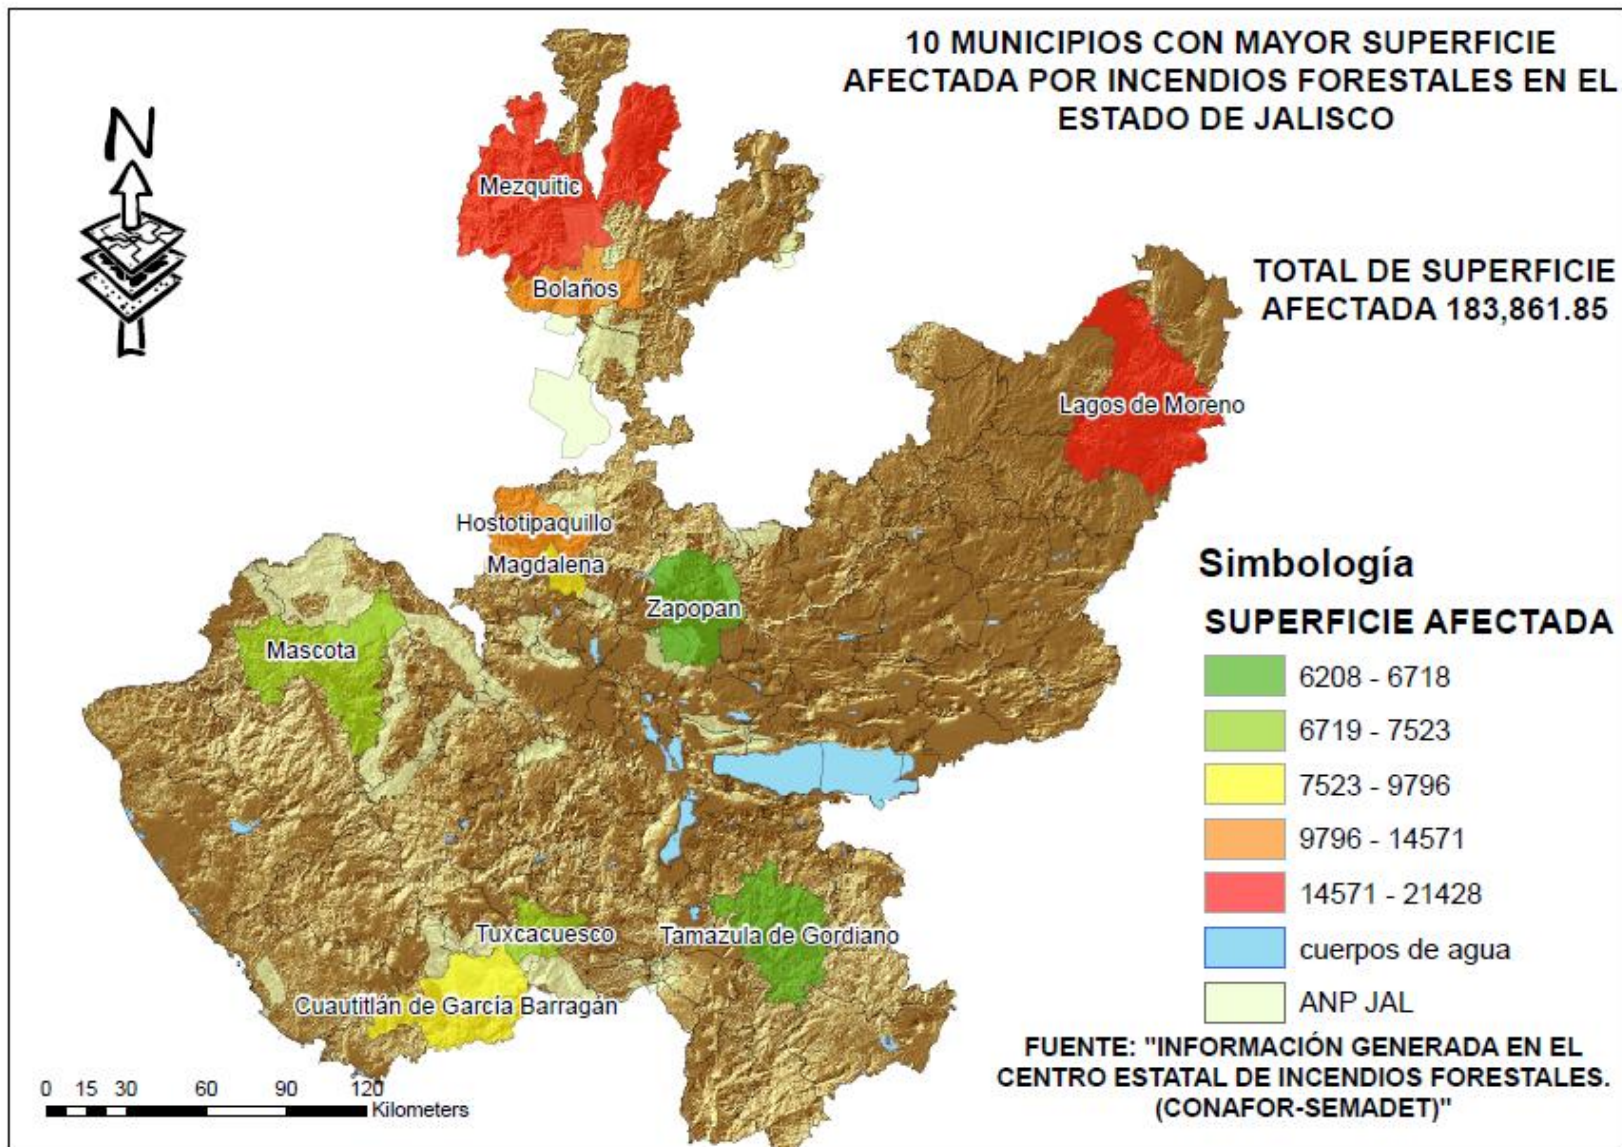 10 MUNICIPIOS CON MAYOR SUPERFICIE
AFECTADA POR INCENDIOS FORESTALES EN EL
ESTADO DE JALISCO
N
Mezquitic
Bolaños
TOTAL DE SUPERFICIE
AFECTADA 183,861.85
Lagos de Moreno
Hostotipaquillo
Magdalena
Zapopan
Mascota
Tuxcacuesco
Tamazula de Gordiano
Cuautitlán de García Barragán
Simbología
SUPERFICIE AFECTADA
6208 - 6718
6719 - 7523
7523 - 9796
9796 - 14571
14571 - 21428
cuerpos de agua
ANP JAL
FUENTE: "INFORMACIÓN GENERADA EN EL
CENTRO ESTATAL DE INCENDIOS FORESTALES.
(CONAFOR-SEMADET)"
0 15 30 60 90 120
Kilometers